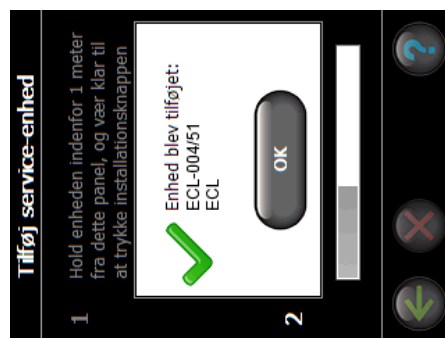 Tilføj service-enhed
1
Hold enheden indenfor 1 meter
fra dette panel, og vær klar til
at trykke installationsknappen
Enhed blev tilføjet:
ECL-004/51
ECL
OK
2
?